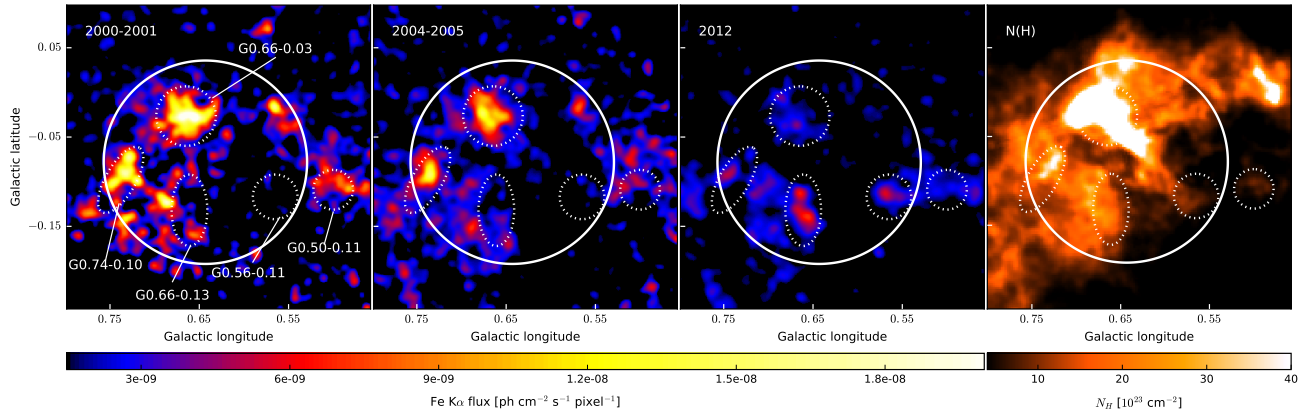 2000-2001
2004-2005
2012
N(H)
G0.66-0.03
G0.50-0.11
G0.74-0.10
G0.56-0.11
G0.66-0.13
Galactic latitude
0.05
−0.05
−0.15
0.75 0.65 0.55
0.75 0.65 0.55
0.75 0.65 0.55
0.75 0.65 0.55
Galactic longitude
Galactic longitude
Galactic longitude
Galactic longitude
3e-09 6e-09 9e-09 1.2e-08 1.5e-08 1.8e-08
Fe Kα flux [ph cm⁻² s⁻¹ pixel⁻¹]
10 20 30 40
N_H [10²³ cm⁻²]